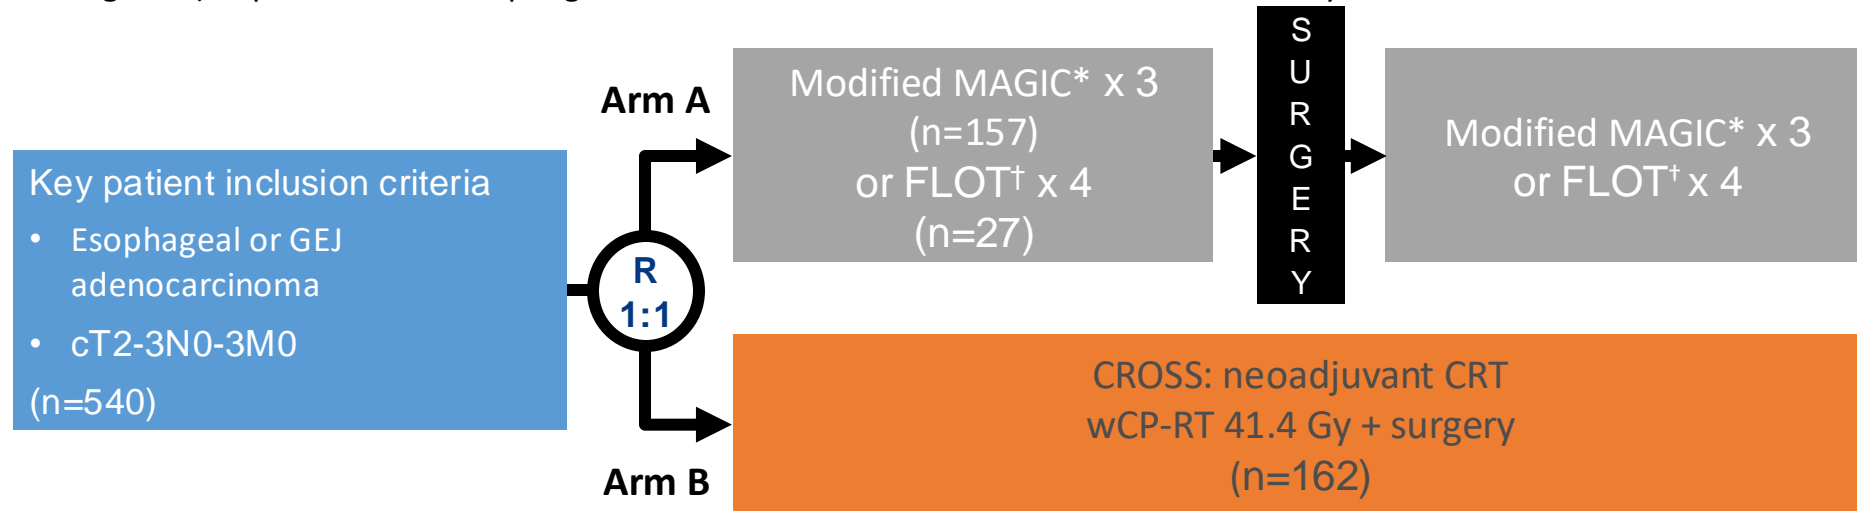 Key patient inclusion criteria
• Esophageal or GEJ
adenocarcinoma
• cT2-3N0-3M0
(n=540)
R
1:1
Arm A
Modified MAGIC* x 3
(n=157)
or FLOT† x 4
(n=27)
S
U
R
G
E
R
Y
Modified MAGIC* x 3
or FLOT† x 4
Arm B
CROSS: neoadjuvant CRT
wCP-RT 41.4 Gy + surgery
(n=162)